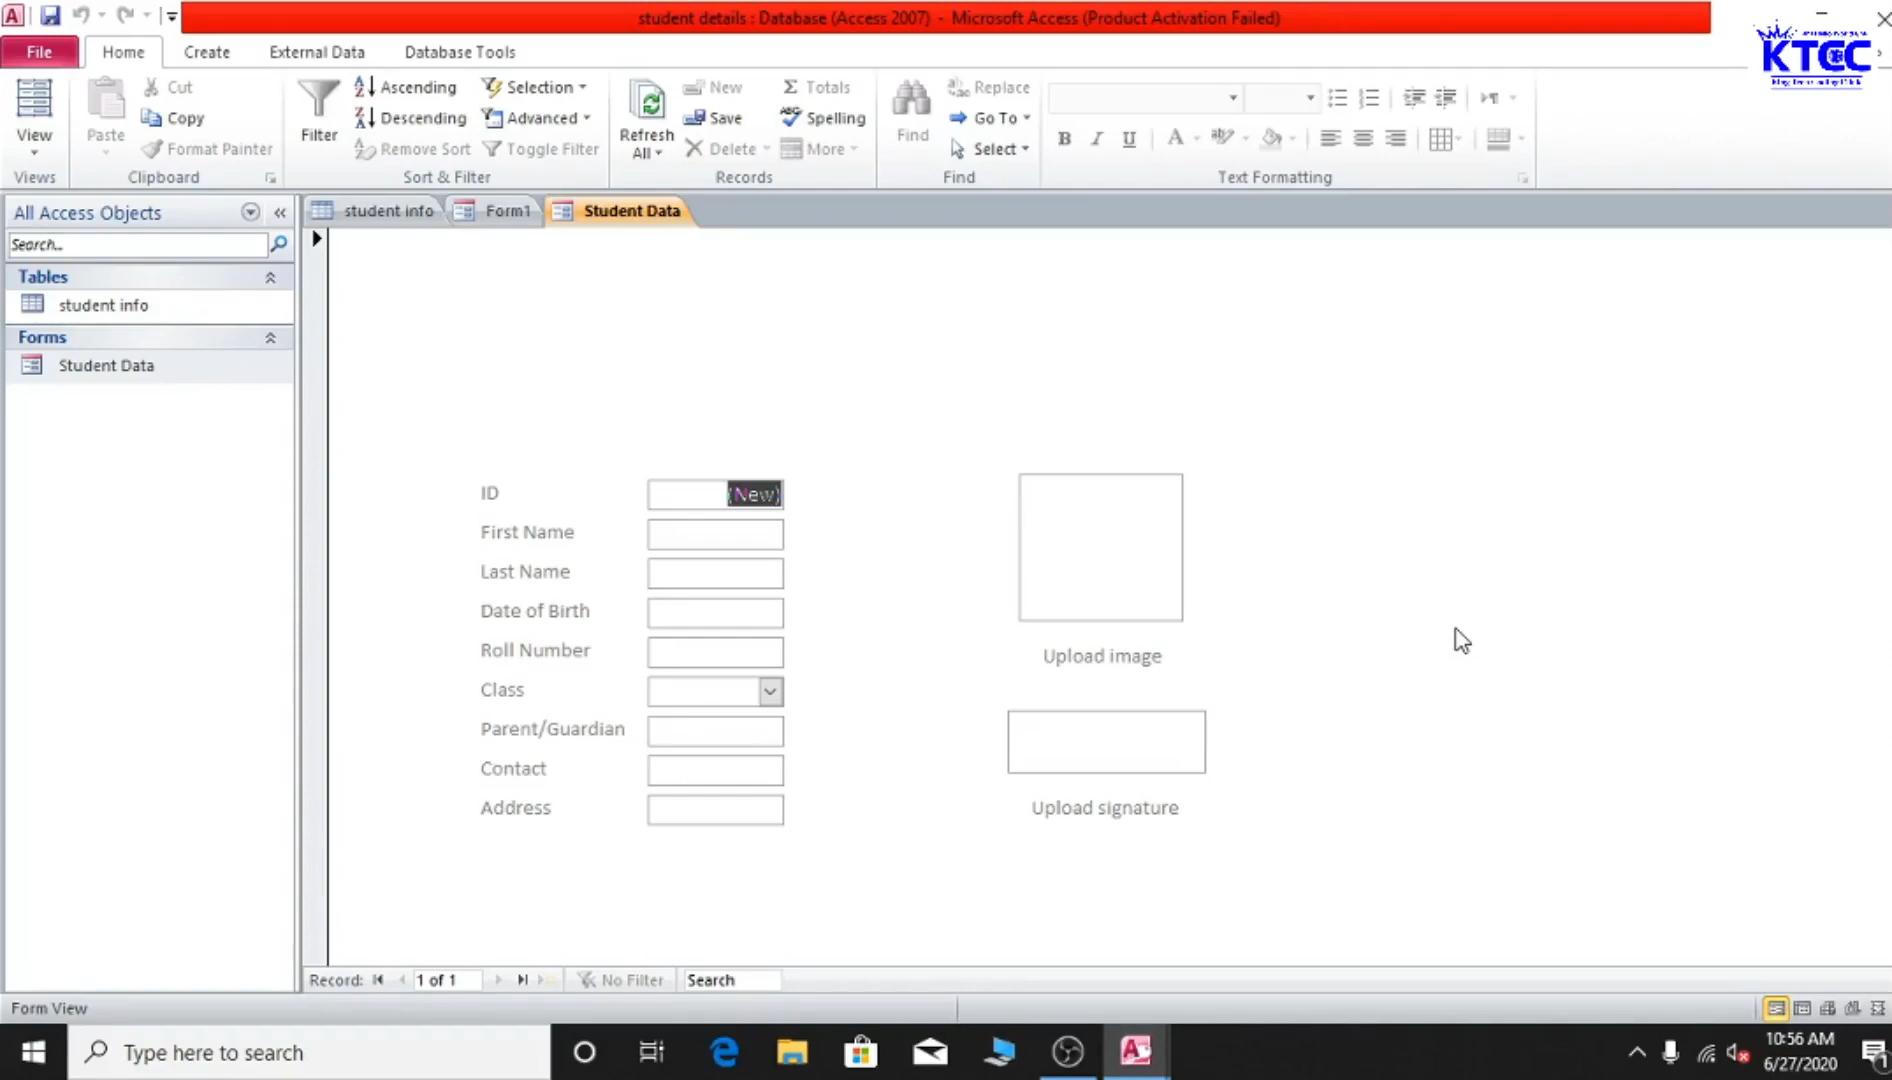 student details : Database (Access 2007) - Microsoft Access (Product Activation Failed)
KTCC
File Home Create External Data Database Tools
View
Views
Paste
Cut
Copy
Format Painter
Clipboard
Filter
Ascending
Descending
Remove Sort
Selection
Advanced
Toggle Filter
Sort & Filter
Refresh
All
New
Save
Delete
Totals
Spelling
More
Records
Find
Replace
Go To
Select
Find
B I U A
Text Formatting
All Access Objects
Search...
Tables
student info
Forms
Student Data
student info Form1 Student Data
ID (New)
First Name
Last Name
Date of Birth
Roll Number
Class
Parent/Guardian
Contact
Address
Upload image
Upload signature
Record: 1 of 1 No Filter Search
Form View
Type here to search
10:56 AM
6/27/2020
1